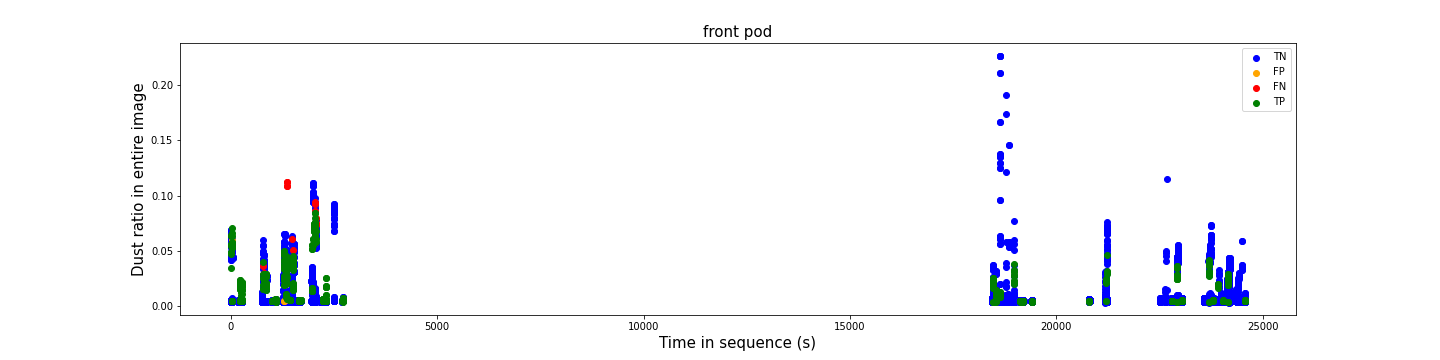 front pod
Dust ratio in entire image
0.20
0.15
0.10
0.05
0.00
TN
FP
FN
TP
0
5000
10000
15000
20000
25000
Time in sequence (s)